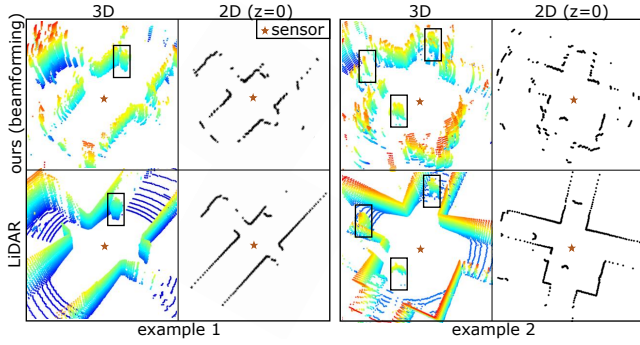 3D 2D (z=0) 3D 2D (z=0)
★sensor
ours (beamforming)
LiDAR
example 1 example 2